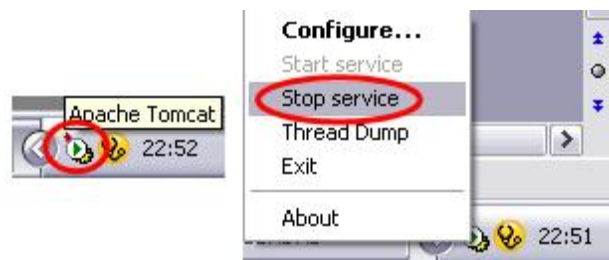 Apache Tomcat
22:52
Configure...
Start service
Stop service
Thread Dump
Exit
About
22:51